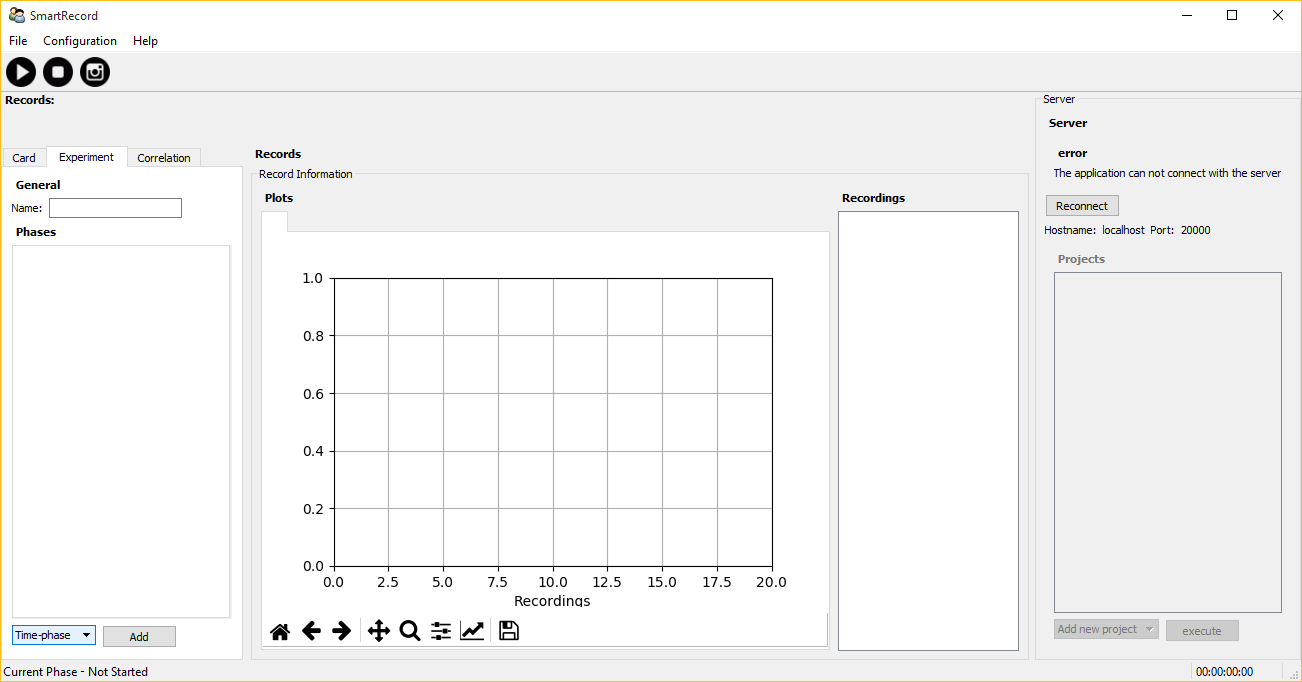 SmartRecord
File Configuration Help
Records:
Card Experiment Correlation
General
Name:
Phases
Time-phase Add
Records
Record Information
Plots
1.0
0.8
0.6
0.4
0.2
0.0
0.0 2.5 5.0 7.5 10.0 12.5 15.0 17.5 20.0
Recordings
Recordings
Server
Server
error
The application can not connect with the server
Reconnect
Hostname: localhost Port: 20000
Projects
Add new project execute
Current Phase - Not Started 00:00:00:00